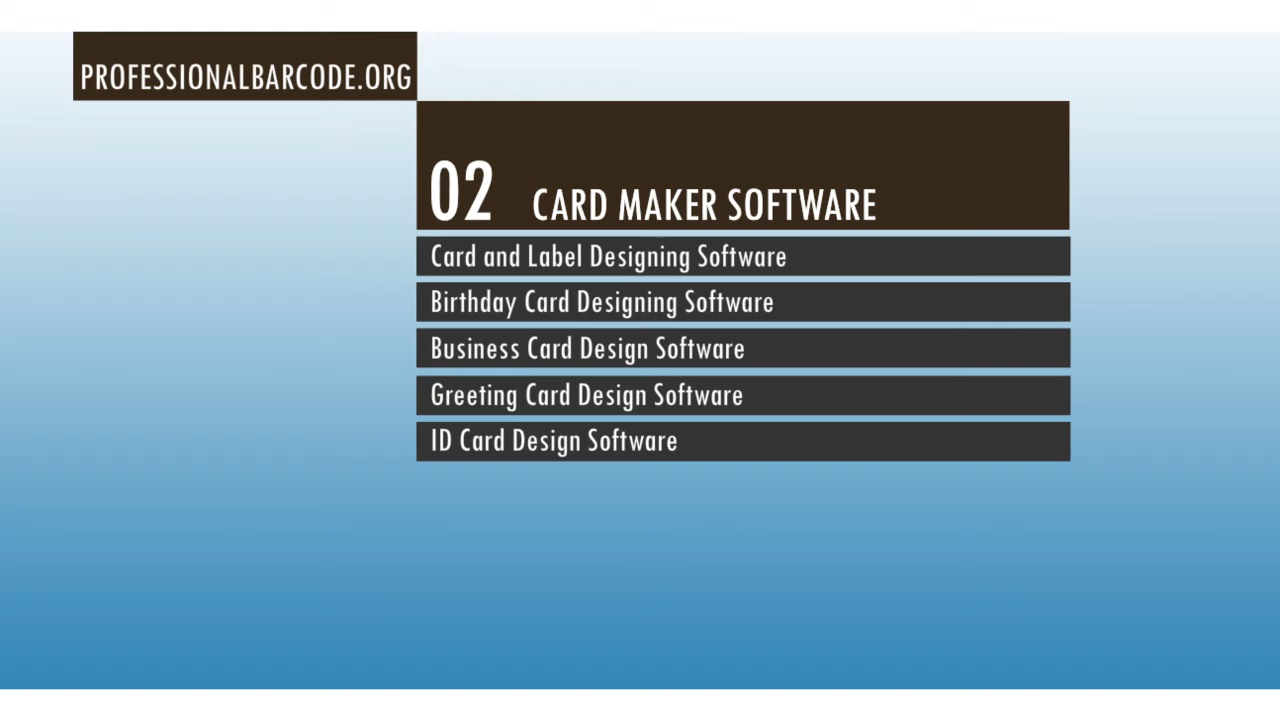 PROFESSIONALBARCODE.ORG
02 CARD MAKER SOFTWARE
Card and Label Designing Software
Birthday Card Designing Software
Business Card Design Software
Greeting Card Design Software
ID Card Design Software